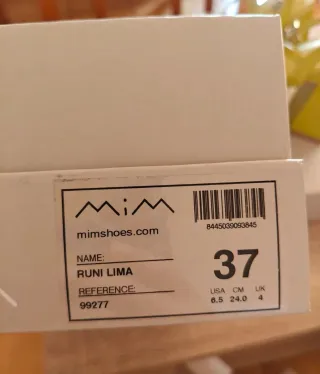 MiM
8445039093845
mimshoes.com
NAME:
RUNI LIMA
37
REFERENCE:
USA CM UK
99277
6.5 24.0 4